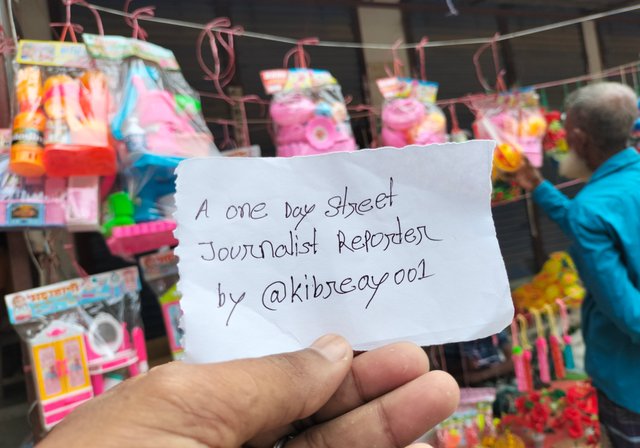 A one Day Street
Journalist Reporter
by @kibreay001